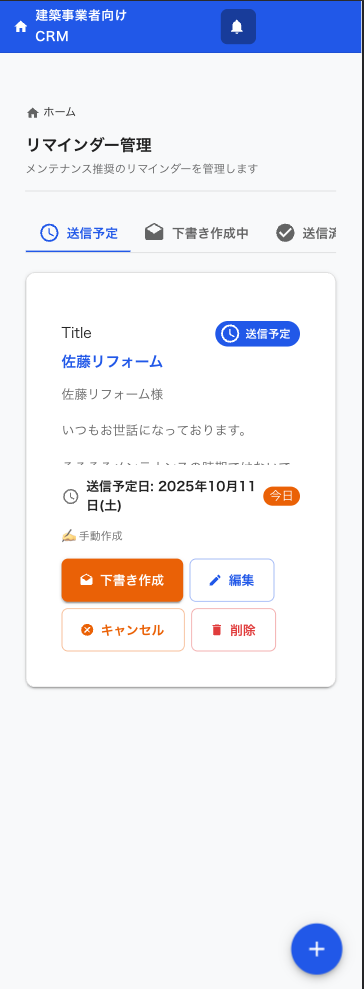 建築事業者向け
CRM
ホーム
リマインダー管理
メンテナンス推奨のリマインダーを管理します
送信予定
下書き作成中
送信済
Title
送信予定
佐藤リフォーム
佐藤リフォーム様
いつもお世話になっております。
送信予定日: 2025年10月11
日(土)
今日
手動作成
下書き作成
編集
キャンセル
削除